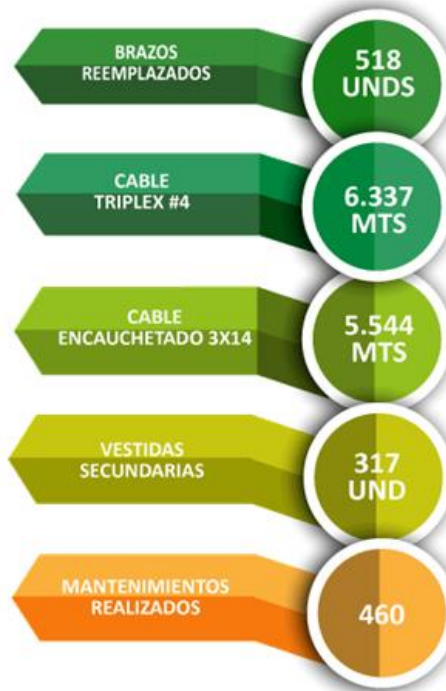 BRAZOS
REEMPLAZADOS
518
UNDS
CABLE
TRIPLEX #4
6.337
MTS
CABLE
ENCAUCHETADO 3X14
5.544
MTS
VESTIDAS
SECUNDARIAS
317
UND
MANTENIMIENTOS
REALIZADOS
460